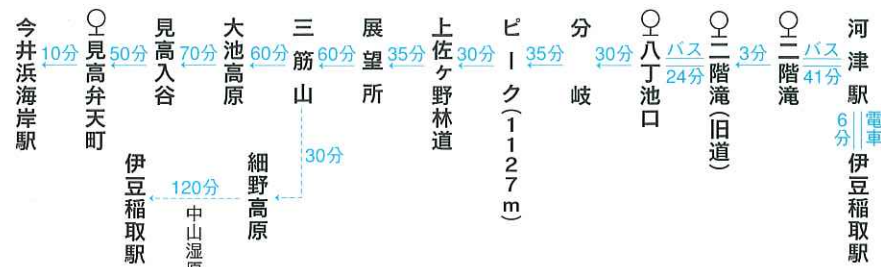 河津駅
電車
6分
伊豆稲取駅
バス
41分
二階滝
3分
二階滝(旧道)
バス
24分
八丁池口
30分
分岐
35分
ピーク(1127m)
30分
上佐ヶ野林道
35分
展望所
60分
三筋山
60分
大池高原
70分
見高入谷
50分
見高弁天町
10分
今井浜海岸駅
30分
細野高原
120分
中山湿原
伊豆稲取駅